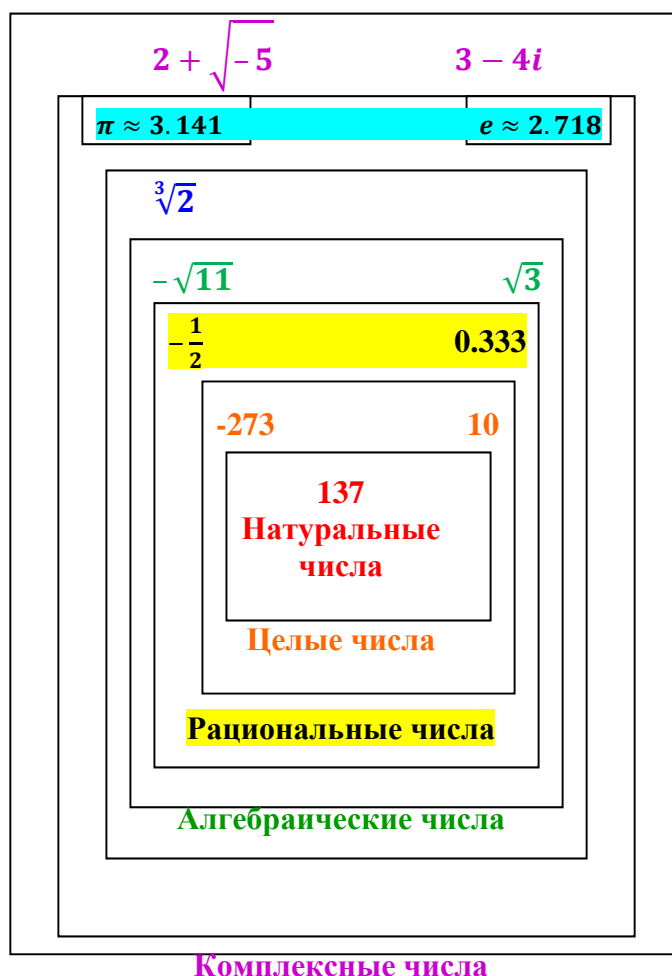 2 + √−5 3 − 4i
π ≈ 3.141 e ≈ 2.718
∛2
−√11 √3
−1/2 0.333
-273 10
137
Натуральные
числа
Целые числа
Рациональные числа
Алгебраические числа
Комплексные числа